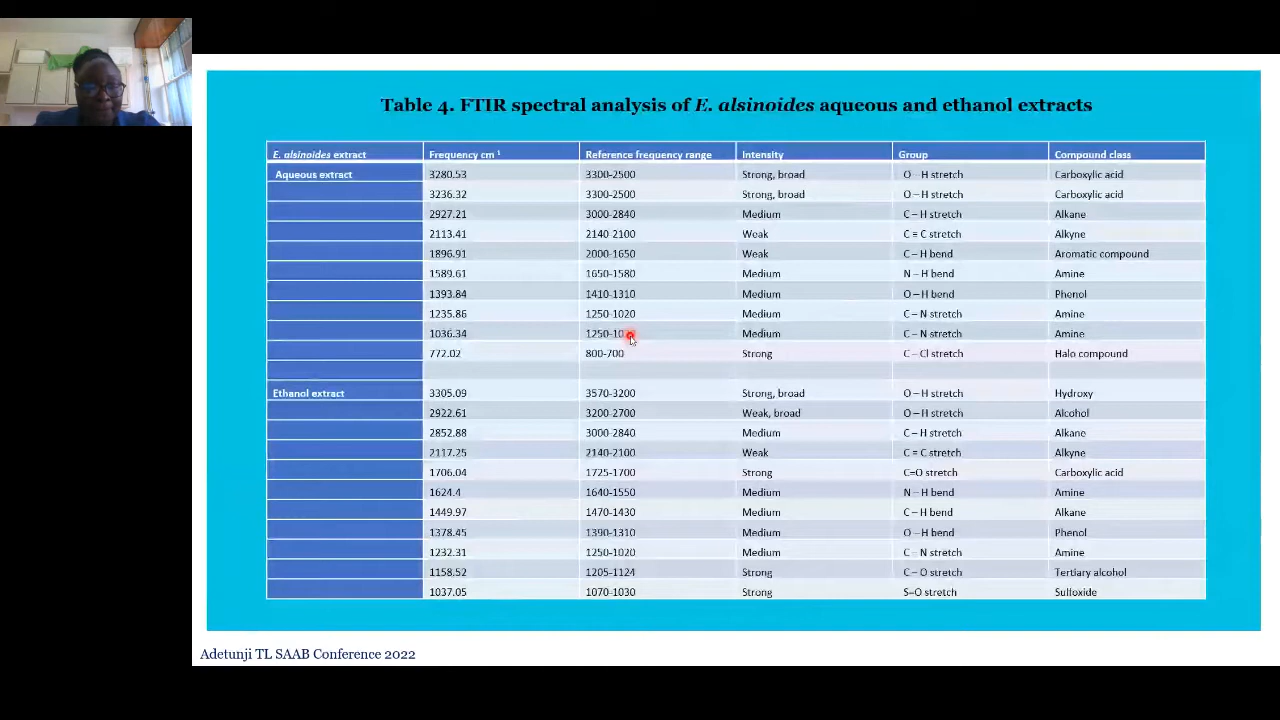 Table 4. FTIR spectral analysis of E. alsinoides aqueous and ethanol extracts
E. alsinoides extract Frequency cm ¹ Reference frequency range Intensity Group Compound class
Aqueous extract 3280.53 3300-2500 Strong, broad O – H stretch Carboxylic acid
3236.32 3300-2500 Strong, broad O – H stretch Carboxylic acid
2927.21 3000-2840 Medium C – H stretch Alkane
2113.41 2140-2100 Weak C ≡ C stretch Alkyne
1896.91 2000-1650 Weak C – H bend Aromatic compound
1589.61 1650-1580 Medium N – H bend Amine
1393.84 1410-1310 Medium O – H bend Phenol
1235.86 1250-1020 Medium C – N stretch Amine
1036.34 Medium C – N stretch Amine
772.02 800-700 Strong C – Cl stretch Halo compound
Ethanol extract 3305.09 3570-3200 Strong, broad O – H stretch Hydroxy
2922.61 3200-2700 Weak, broad O – H stretch Alcohol
2852.88 3000-2840 Medium C – H stretch Alkane
2117.25 2140-2100 Weak C ≡ C stretch Alkyne
1706.04 1725-1700 Strong C=O stretch Carboxylic acid
1624.4 1640-1550 Medium N – H bend Amine
1449.97 1470-1430 Medium C – H bend Alkane
1378.45 1390-1310 Medium O – H bend Phenol
1232.31 1250-1020 Medium C – N stretch Amine
1158.52 1205-1124 Strong C – O stretch Tertiary alcohol
1037.05 1070-1030 Strong S=O stretch Sulfoxide
Adetunji TL SAAB Conference 2022